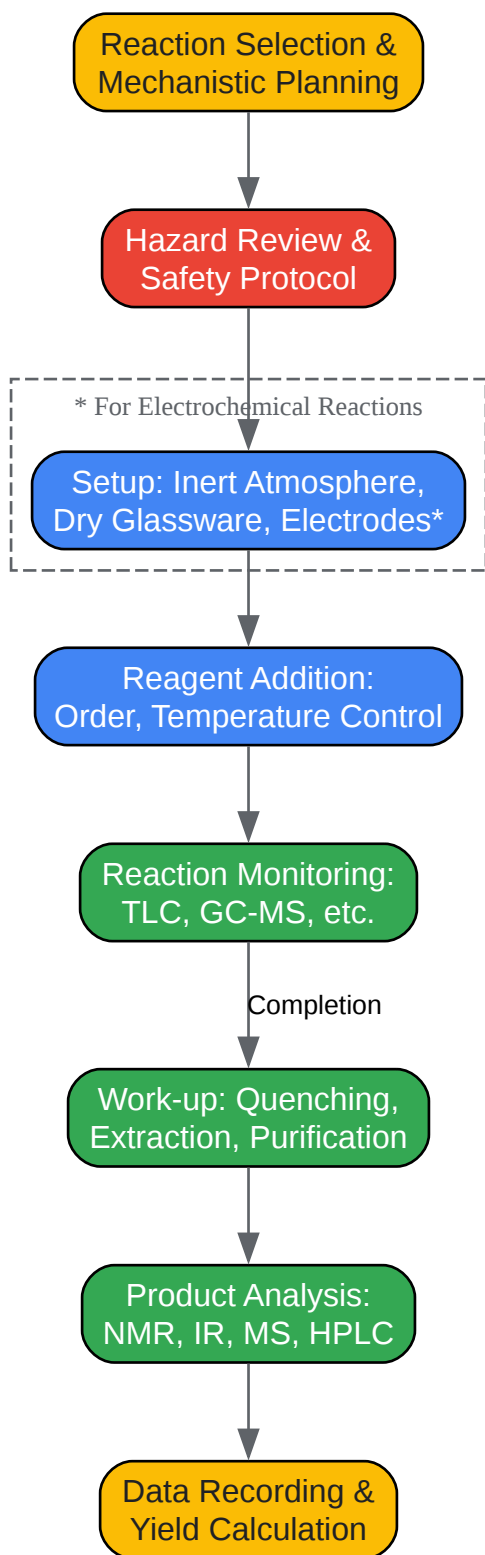 Reaction Selection &
Mechanistic Planning
Hazard Review &
Safety Protocol
* For Electrochemical Reactions
Setup: Inert Atmosphere,
Dry Glassware, Electrodes*
Reagent Addition:
Order, Temperature Control
Reaction Monitoring:
TLC, GC-MS, etc.
Completion
Work-up: Quenching,
Extraction, Purification
Product Analysis:
NMR, IR, MS, HPLC
Data Recording &
Yield Calculation